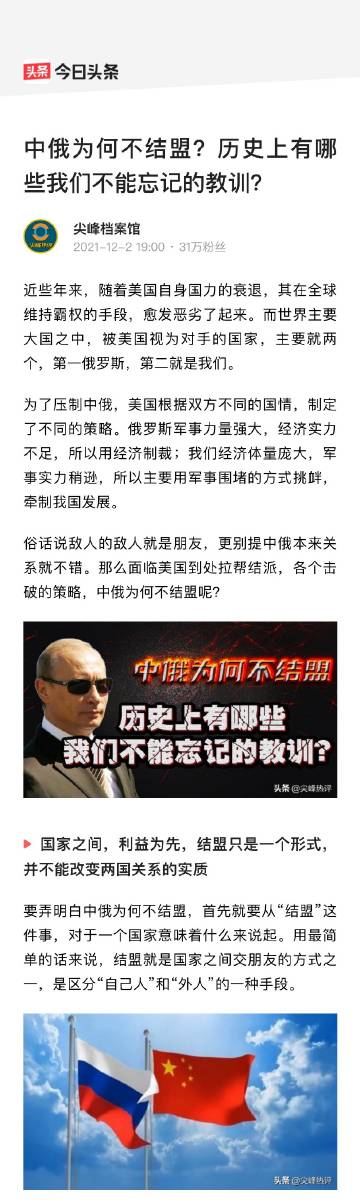 头条 今日头条
中俄为何不结盟？历史上有哪
些我们不能忘记的教训？
尖峰档案馆
2021-12-2 19:00 · 31万粉丝
近些年来，随着美国自身国力的衰退，其在全球
维持霸权的手段，愈发恶劣了起来。而世界主要
大国之中，被美国视为对手的国家，主要就两
个，第一俄罗斯，第二就是我们。
为了压制中俄，美国根据双方不同的国情，制定
了不同的策略。俄罗斯军事力量强大，经济实力
不足，所以用经济制裁；我们经济体量庞大，军
事实力稍逊，所以主要用军事围堵的方式挑衅，
牵制我国发展。
俗话说敌人的敌人就是朋友，更别提中俄本来关
系就不错。那么面临美国到处拉帮结派，各个击
破的策略，中俄为何不结盟呢？
中俄为何不结盟
历史上有哪些
我们不能忘记的教训？
头条 @尖峰热评
国家之间，利益为先，结盟只是一个形式，
并不能改变两国关系的实质
要弄明白中俄为何不结盟，首先就要从“结盟”这
件事，对于一个国家意味着什么来说起。用最简
单的话来说，结盟就是国家之间交朋友的方式之
一，是区分“自己人”和“外人”的一种手段。
头条 @尖峰热评